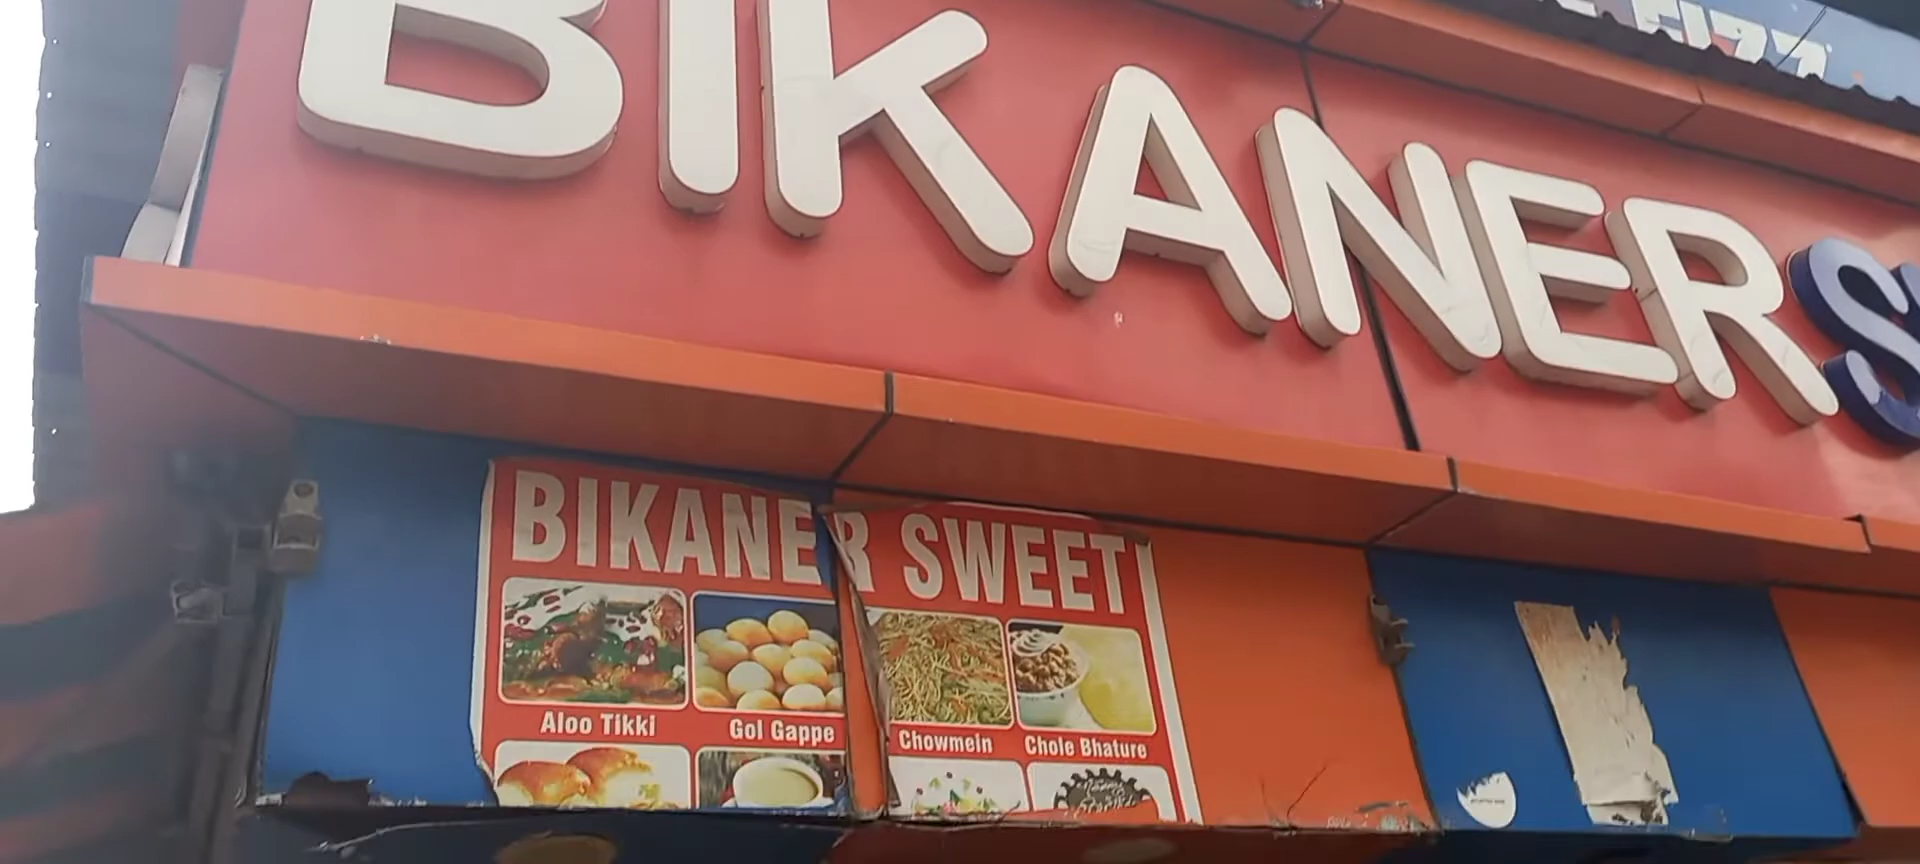 BIKANER S
BIKANER SWEET
Aloo Tikki
Gol Gappe
Chowmein
Chole Bhature